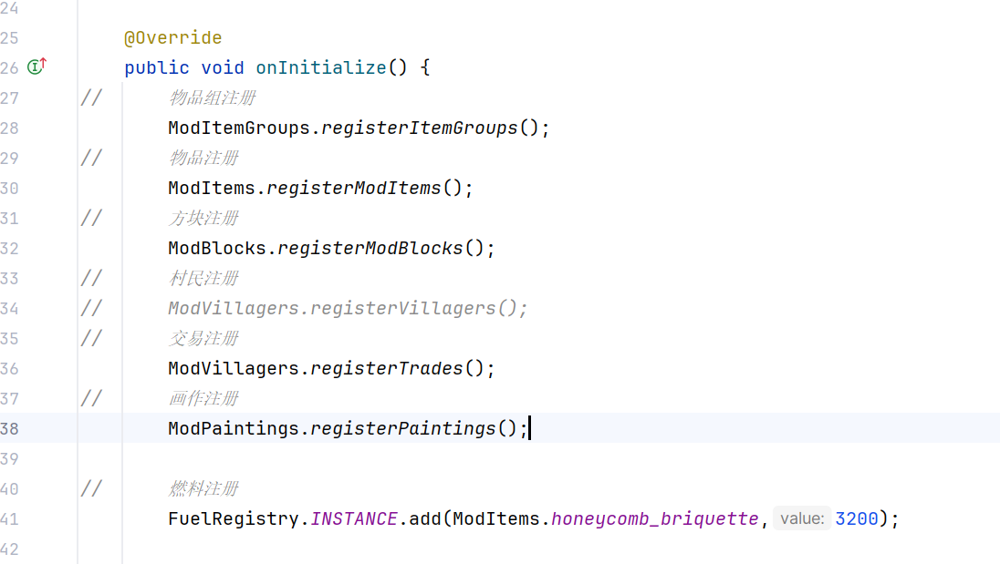 24
25 @Override
26 public void onInitialize() {
27 // 物品组注册
28 ModItemGroups.registerItemGroups();
29 // 物品注册
30 ModItems.registerModItems();
31 // 方块注册
32 ModBlocks.registerModBlocks();
33 // 村民注册
34 // ModVillagers.registerVillagers();
35 // 交易注册
36 ModVillagers.registerTrades();
37 // 画作注册
38 ModPaintings.registerPaintings();
39
40 // 燃料注册
41 FuelRegistry.INSTANCE.add(ModItems.honeycomb_briquette, value: 3200);
42